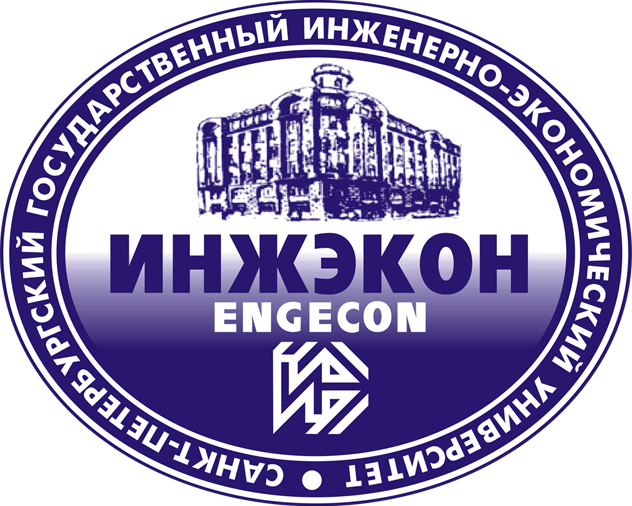 САНКТ-ПЕТЕРБУРГСКИЙ ГОСУДАРСТВЕННЫЙ ИНЖЕНЕРНО-ЭКОНОМИЧЕСКИЙ УНИВЕРСИТЕТ
ИНЖЭКОН
ENGECON